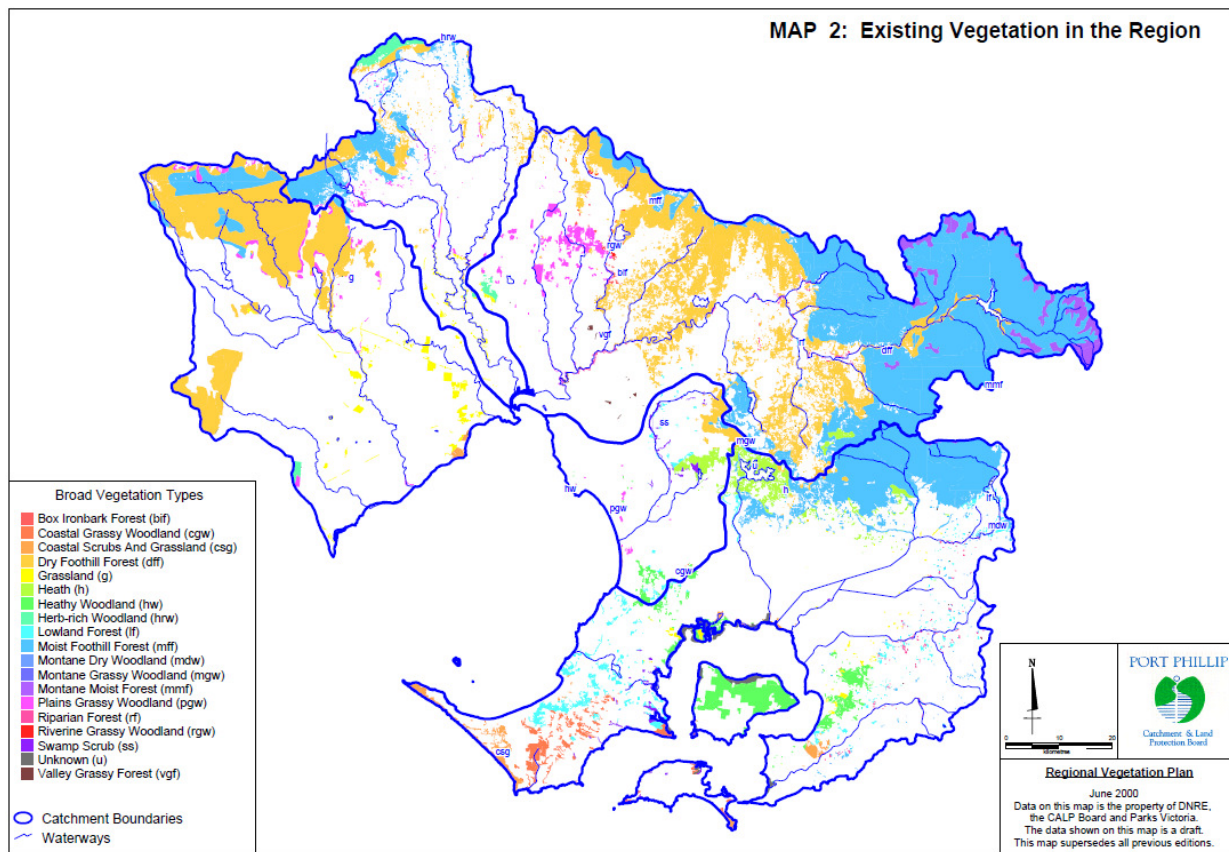 MAP 2: Existing Vegetation in the Region
hrw
mff
rgw
bif
g
vgf
rf
dff
mmf
ss
mgw
u
hw
h
lf
pgw
mdw
cgw
csg
Broad Vegetation Types
Box Ironbark Forest (bif)
Coastal Grassy Woodland (cgw)
Coastal Scrubs And Grassland (csg)
Dry Foothill Forest (dff)
Grassland (g)
Heath (h)
Heathy Woodland (hw)
Herb-rich Woodland (hrw)
Lowland Forest (lf)
Moist Foothill Forest (mff)
Montane Dry Woodland (mdw)
Montane Grassy Woodland (mgw)
Montane Moist Forest (mmf)
Plains Grassy Woodland (pgw)
Riparian Forest (rf)
Riverine Grassy Woodland (rgw)
Swamp Scrub (ss)
Unknown (u)
Valley Grassy Forest (vgf)
Catchment Boundaries
Waterways
N
0 10 20
kilometres
PORT PHILLIP
Catchment & Land
Protection Board
Regional Vegetation Plan
June 2000
Data on this map is the property of DNRE,
the CALP Board and Parks Victoria.
The data shown on this map is a draft.
This map supersedes all previous editions.